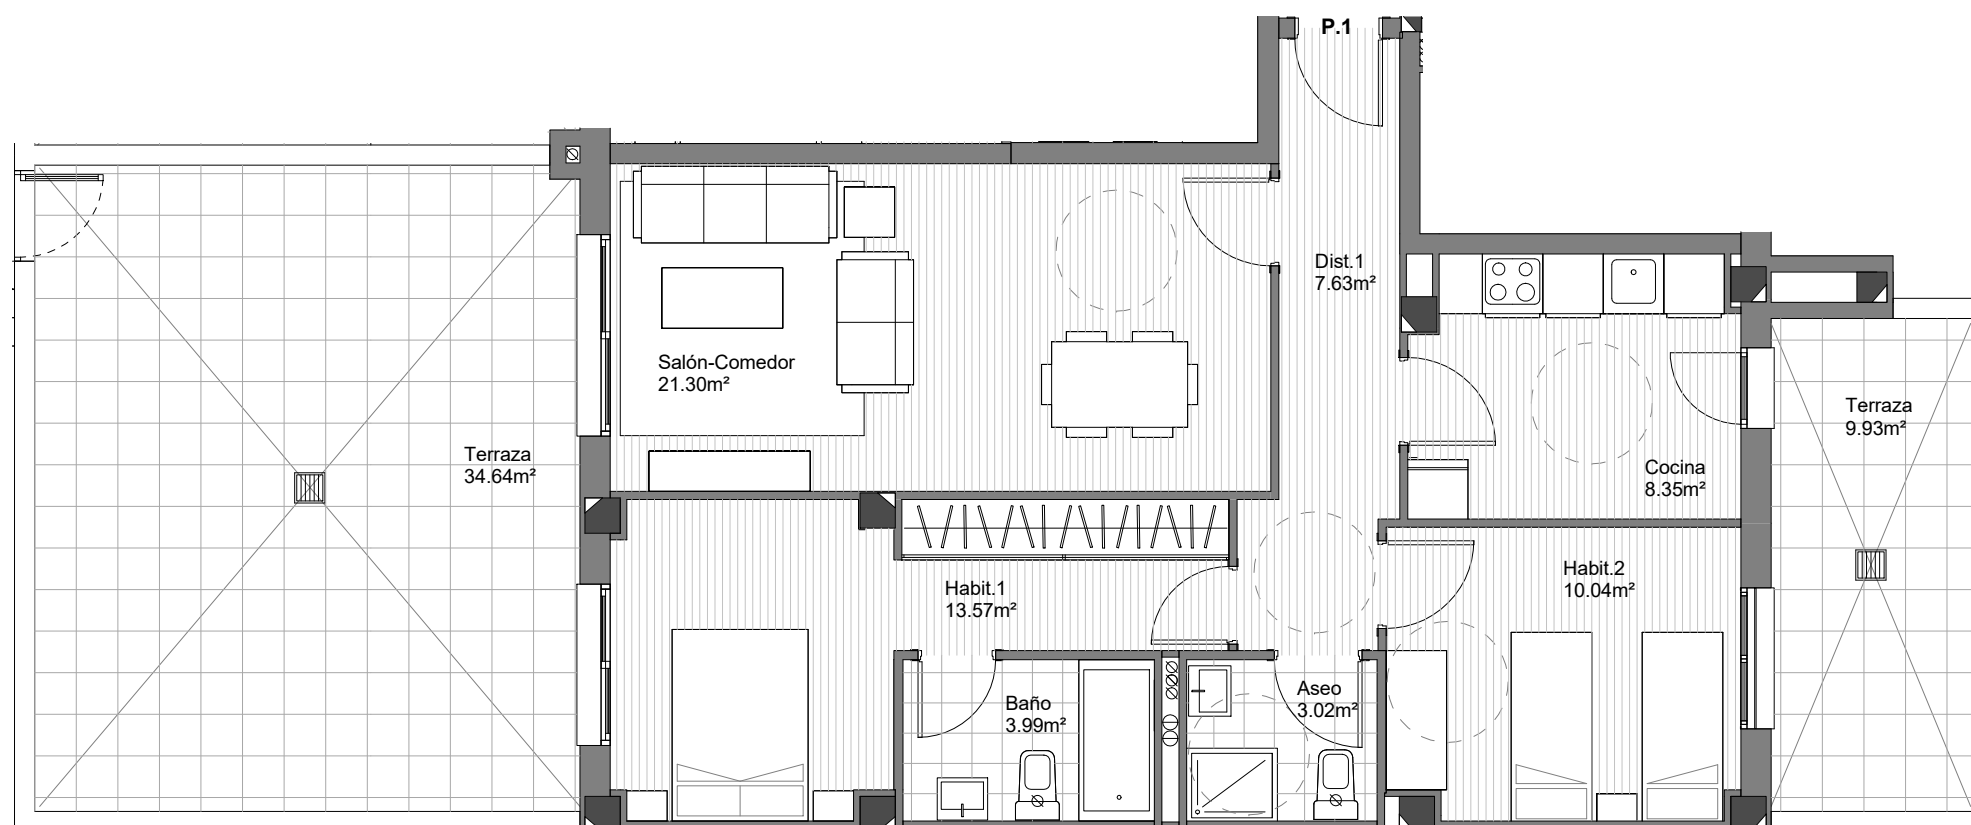 P.1
Dist.1
7.63m²
Salón-Comedor
21.30m²
Terraza
34.64m²
Terraza
9.93m²
Cocina
8.35m²
Habit.1
13.57m²
Habit.2
10.04m²
Baño
3.99m²
Aseo
3.02m²